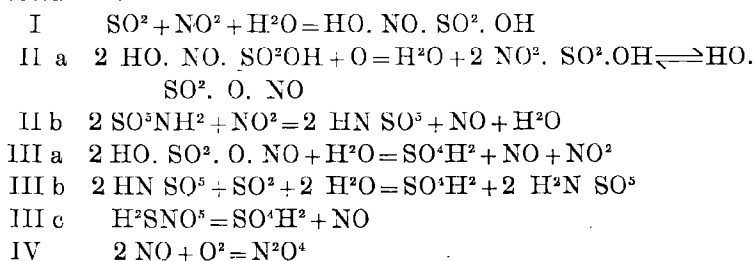 I SO²+NO²+H²O=HO. NO. SO². OH
II a 2 HO. NO. SO²OH+O=H²O+2 NO². SO².OH⇌HO.
SO². O. NO
II b 2 SO⁵NH²+NO²=2 HN SO⁵+NO+H²O
III a 2 HO. SO². O. NO+H²O=SO⁴H²+NO+NO²
III b 2 HN SO⁵+SO²+2 H²O=SO⁴H²+2 H²N SO⁵
III c H²SNO⁵=SO⁴H²+NO
IV 2 NO+O²=N²O⁴